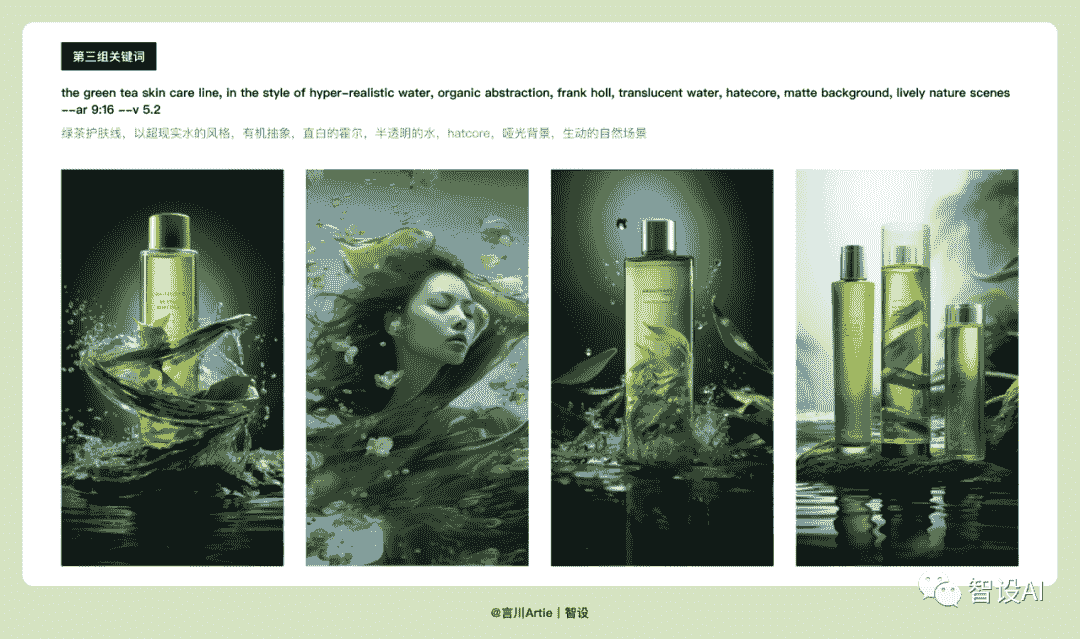 第三组关键词
the green tea skin care line, in the style of hyper-realistic water, organic abstraction, frank holl, translucent water, hatecore, matte background, lively nature scenes
--ar 9:16 --v 5.2
绿茶护肤线，以超现实水的风格，有机抽象，直白的霍尔，半透明的水，hatcore，哑光背景，生动的自然场景
智设AI
@言川Artie | 智设